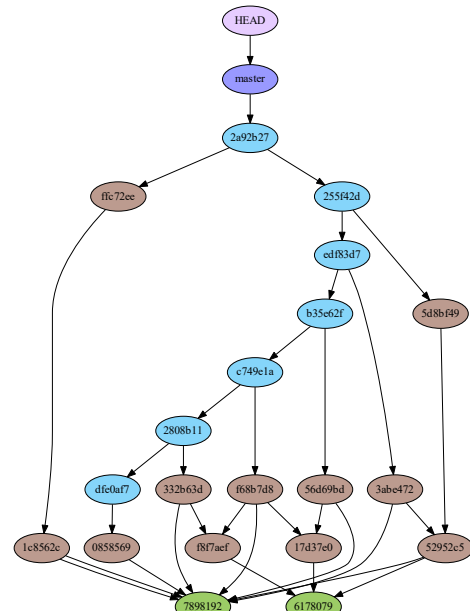 HEAD
master
2a92b27
ffc72ee
255f42d
edf83d7
b35e62f
5d8bf49
c749e1a
2808b11
dfe0af7
332b63d
f68b7d8
56d69bd
3abe472
1c8562c
0858569
f8f7aef
17d37e0
52952c5
7898192
6178079